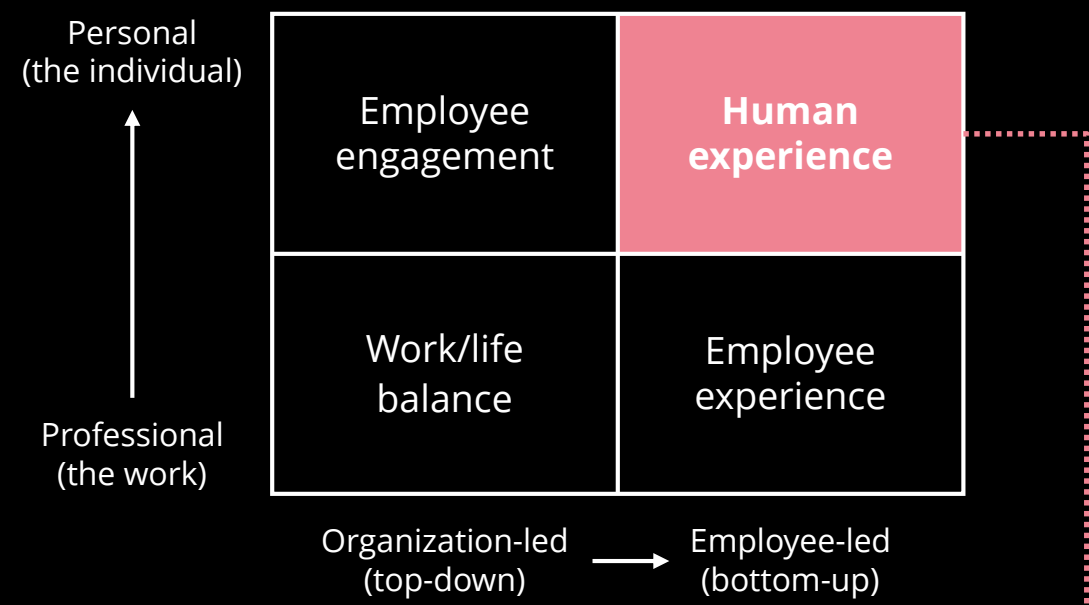 Personal
(the individual)
Employee
engagement
Human
experience
Work/life
balance
Employee
experience
Professional
(the work)
Organization-led
(top-down)
Employee-led
(bottom-up)